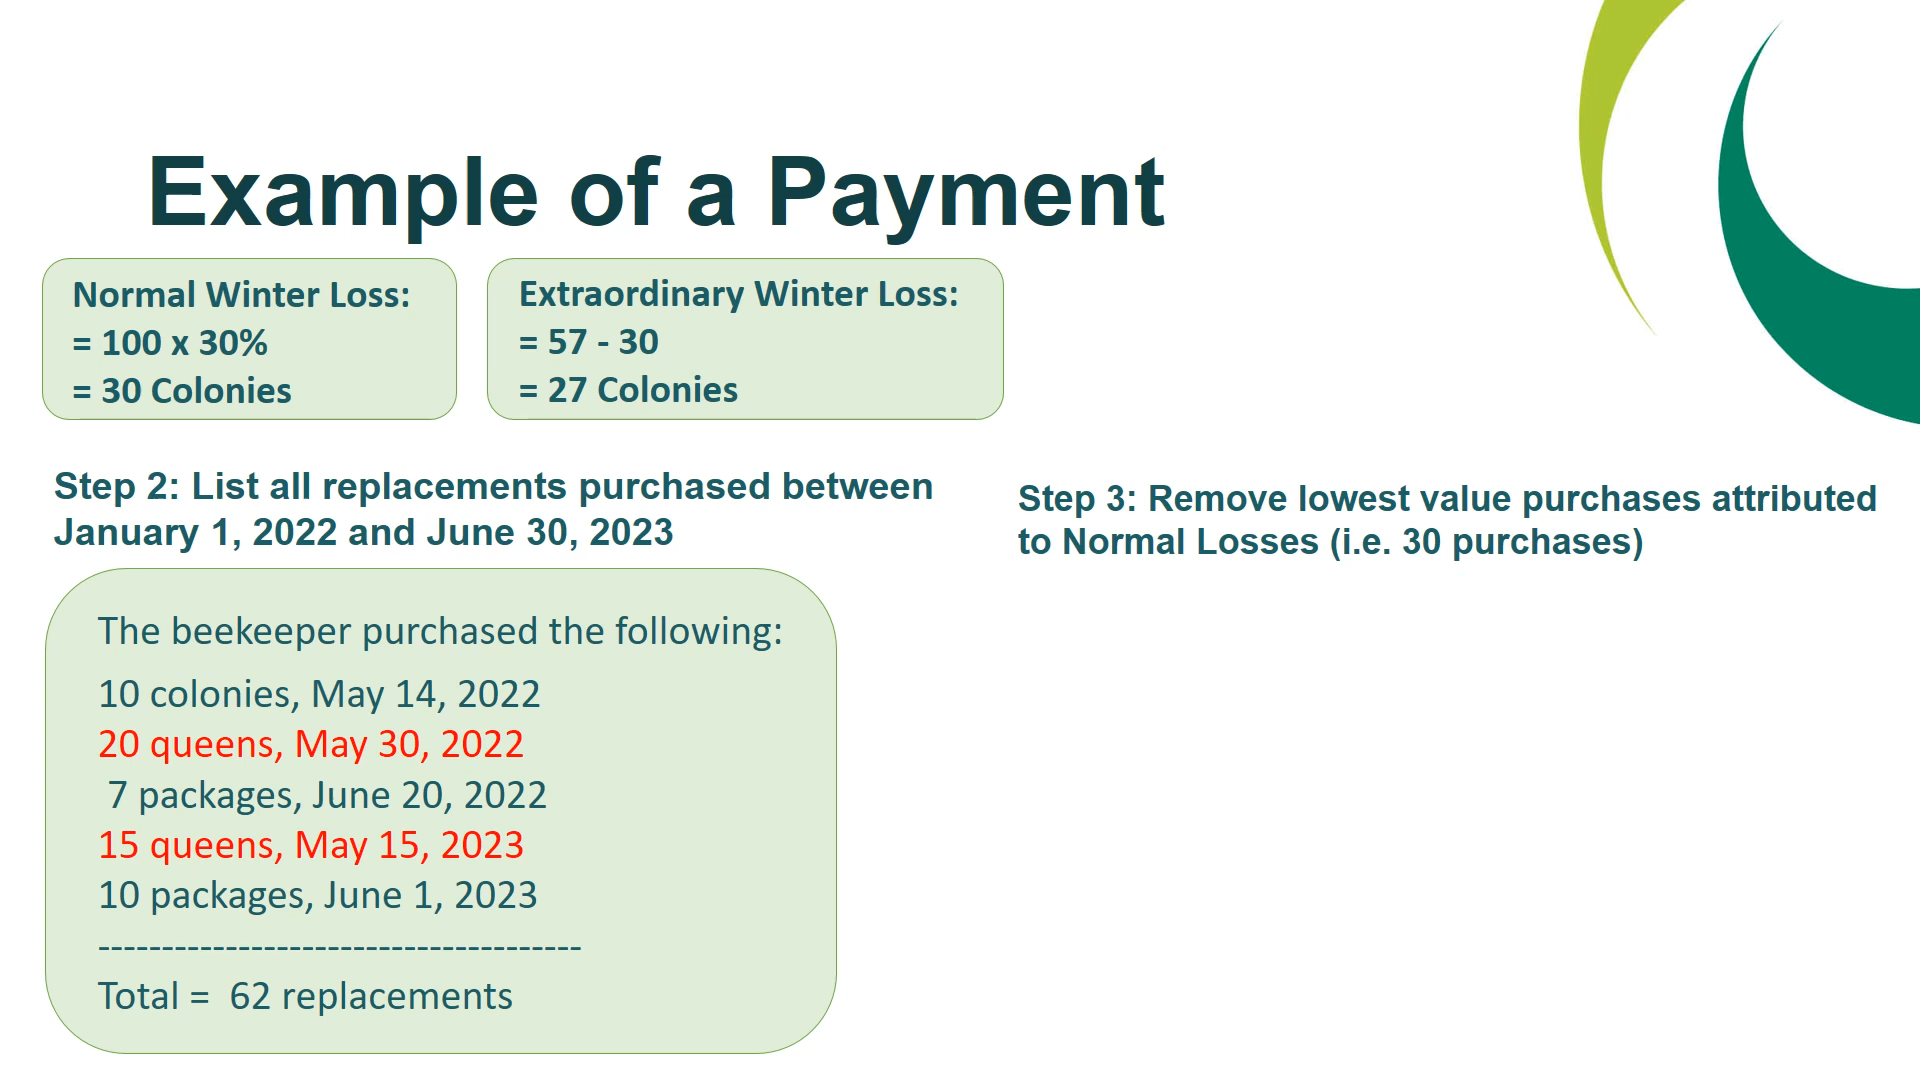 Example of a Payment
Normal Winter Loss:
= 100 x 30%
= 30 Colonies
Extraordinary Winter Loss:
= 57 - 30
= 27 Colonies
Step 2: List all replacements purchased between
January 1, 2022 and June 30, 2023
The beekeeper purchased the following:
10 colonies, May 14, 2022
20 queens, May 30, 2022
7 packages, June 20, 2022
15 queens, May 15, 2023
10 packages, June 1, 2023
--------------------------------------
Total =  62 replacements
Step 3: Remove lowest value purchases attributed
to Normal Losses (i.e. 30 purchases)